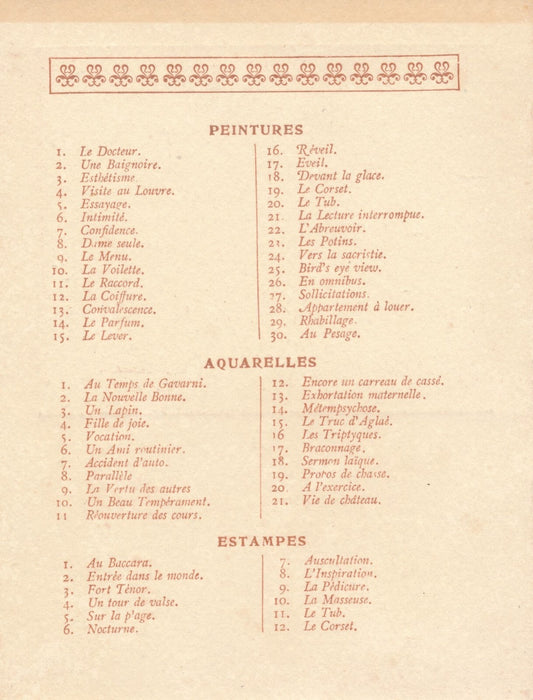 PEINTURES
1. Le Docteur.
2. Une Baignoire.
3. Esthétisme
4. Visite au Louvre.
5. Essayage.
6. Intimité.
7. Confidence.
8. Dame seule.
9. Le Menu.
10. La Voilette.
11. Le Raccord.
12. La Coiffure.
13. Convalescence.
14. Le Parfum.
15. Le Lever.
16. Réveil.
17. Eveil.
18. Devant la glace.
19. Le Corset.
20. Le Tub.
21. La Lecture interrompue.
22. L'Abreuvoir.
23. Les Potins.
24. Vers la sacristie.
25. Bird's eye view.
26. En omnibus.
27. Sollicitations.
28. Appartement à louer.
29. Rhabillage.
30. Au Pesage.
AQUARELLES
1. Au Temps de Gavarni.
2. La Nouvelle Bonne.
3. Un Lapin.
4. Fille de joie.
5. Vocation.
6. Un Ami routinier.
7. Accident d'auto.
8. Parallèle
9. La Vertu des autres
10. Un Beau Tempérament.
11 Réouverture des cours.
12. Encore un carreau de cassé.
13. Exhortation maternelle.
14. Métempsychose.
15. Le Truc d'Aglaé.
16 Les Triptyques.
17. Braconnage.
18. Sermon laïque.
19. Propos de chasse.
20. A l'exercice.
21. Vie de château.
ESTAMPES
1. Au Baccara.
2. Entrée dans le monde.
3. Fort Ténor.
4. Un tour de valse.
5. Sur la p'age.
6. Nocturne.
7. Auscultation.
8. L'Inspiration.
9. La Pédicure.
10. La Masseuse.
11. Le Tub.
12. Le Corset.